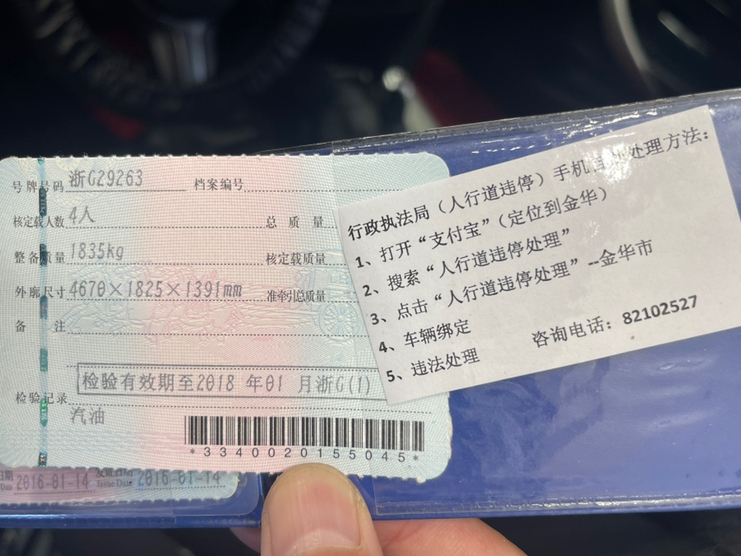 号牌号码 浙G29263 档案编号
核定载人数 4人 总质量
整备质量 1835kg 核定载质量
外廓尺寸 4670×1825×1391mm 准牵引总质量
备注
检验有效期至2018 年01 月浙G(1)
检验记录
汽油
*3340020155045*
2016-01-14 发证日期 Issue Date 2016-01-14
行政执法局（人行道违停）手机 处理方法：
1、打开“支付宝”（定位到金华）
2、搜索“人行道违停处理”
3、点击“人行道违停处理”--金华市
4、车辆绑定
5、违法处理 咨询电话：82102527